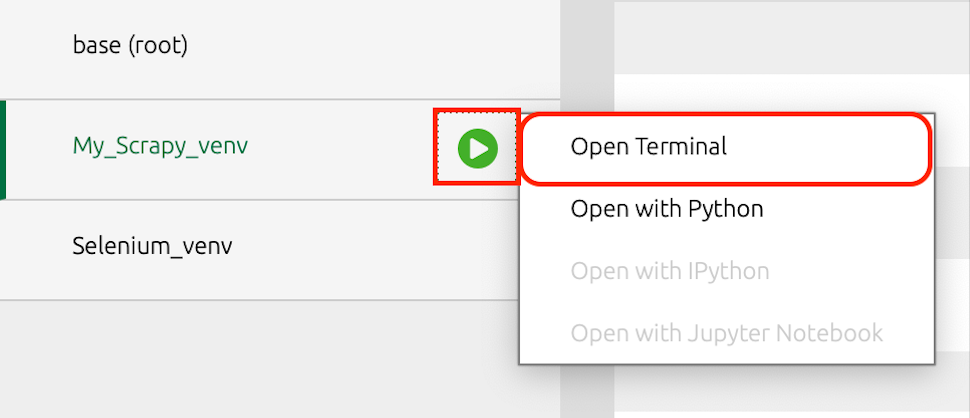 base (root)
My_Scrapy_venv
Open Terminal
Open with Python
Selenium_venv
Open with IPython
Open with Jupyter Notebook